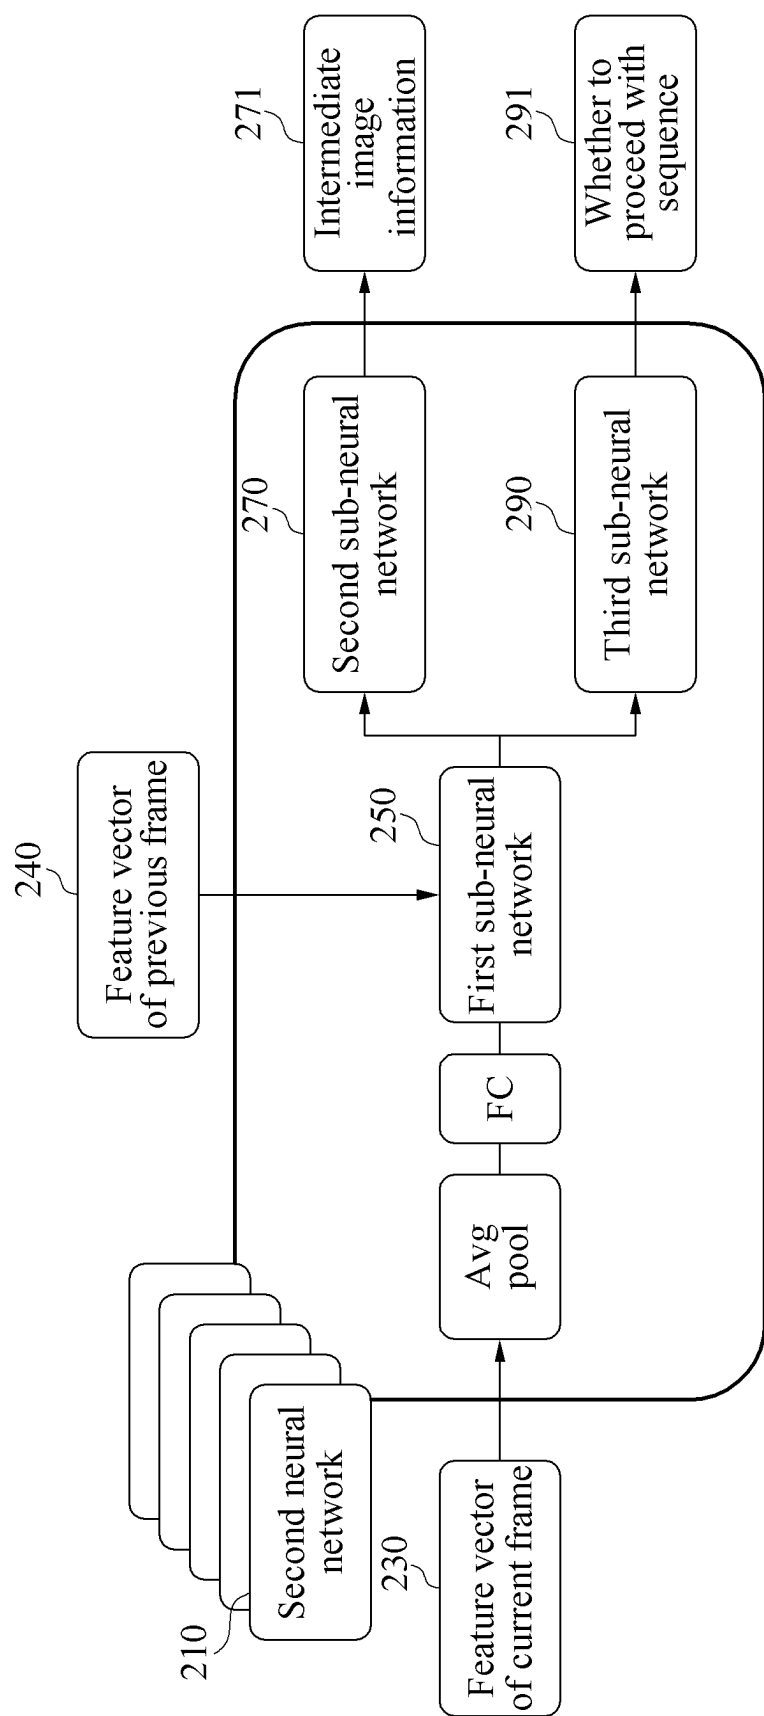 210
Second neural
network
230
Feature vector
of current frame
Avg
pool
FC
240
Feature vector
of previous frame
250
First sub-neural
network
270
Second sub-neural
network
271
Intermediate
image
information
290
Third sub-neural
network
291
Whether to
proceed with
sequence